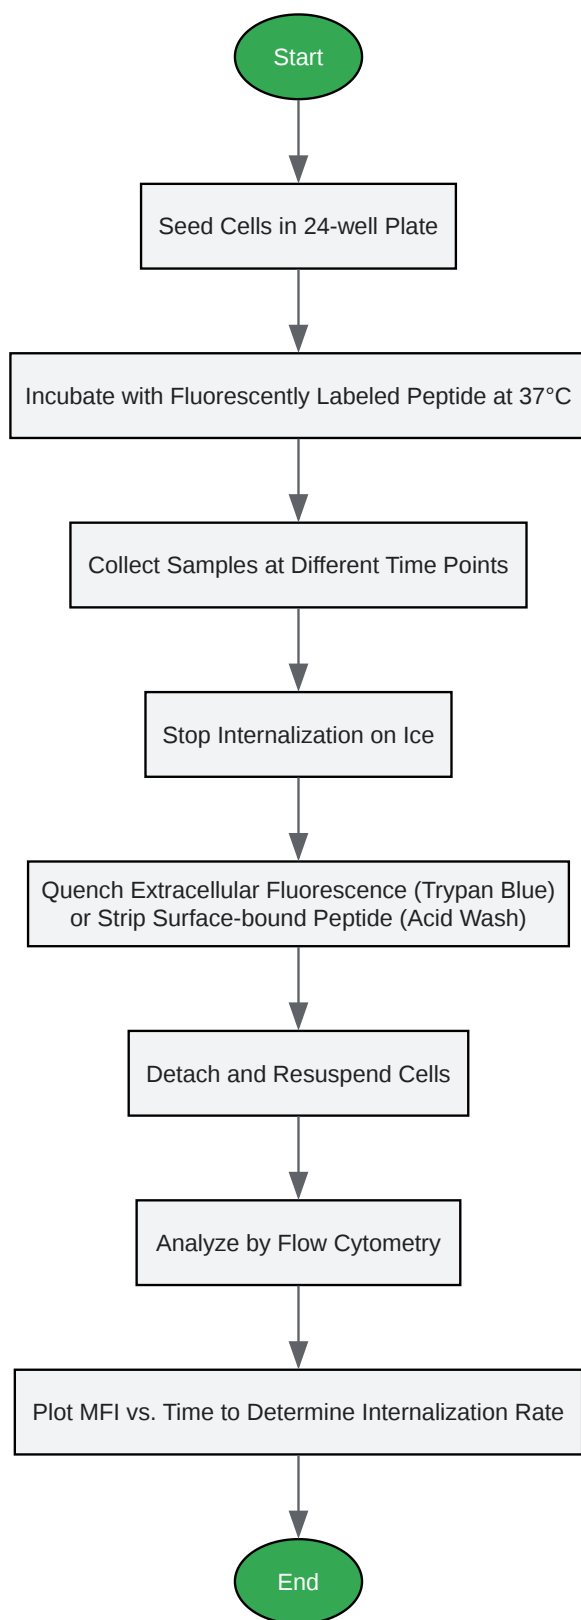 Start
Seed Cells in 24-well Plate
Incubate with Fluorescently Labeled Peptide at 37°C
Collect Samples at Different Time Points
Stop Internalization on Ice
Quench Extracellular Fluorescence (Trypan Blue)
or Strip Surface-bound Peptide (Acid Wash)
Detach and Resuspend Cells
Analyze by Flow Cytometry
Plot MFI vs. Time to Determine Internalization Rate
End